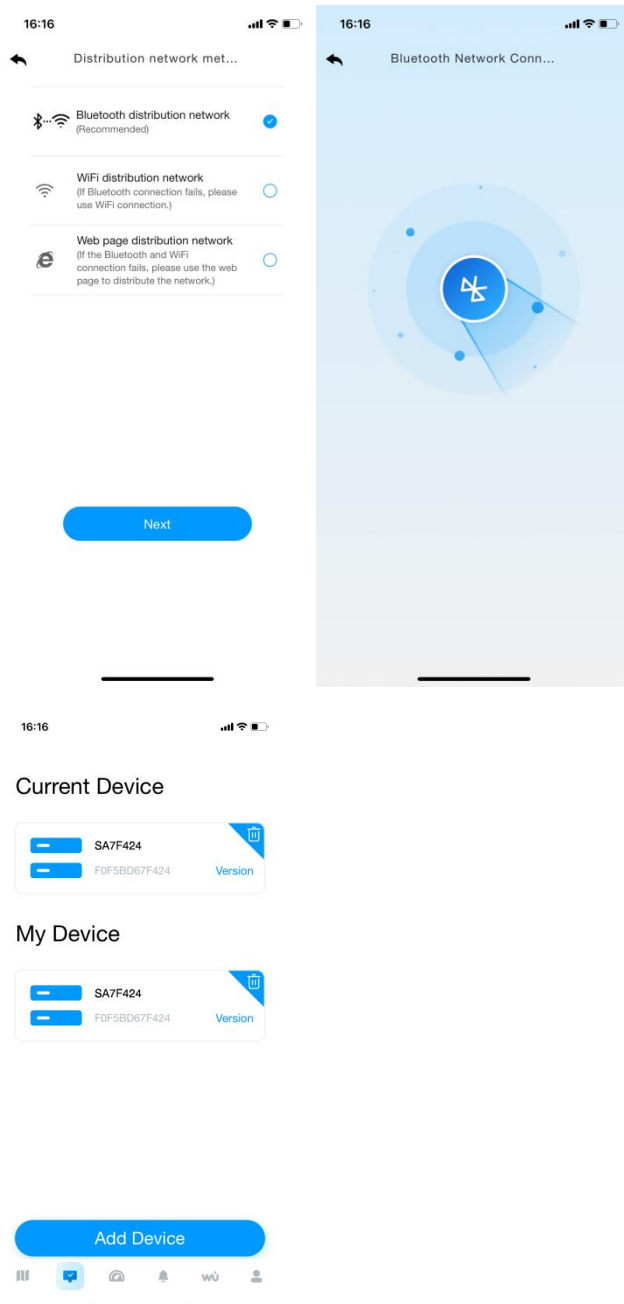 16:16
Distribution network met...
Bluetooth distribution network
(Recommended)
WiFi distribution network
(If Bluetooth connection fails, please
use WiFi connection.)
Web page distribution network
(If the Bluetooth and WiFi
connection fails, please use the web
page to distribute the network.)
Next
16:16
Bluetooth Network Conn...
16:16
Current Device
SA7F424
F0F5BD67F424
Version
My Device
SA7F424
F0F5BD67F424
Version
Add Device